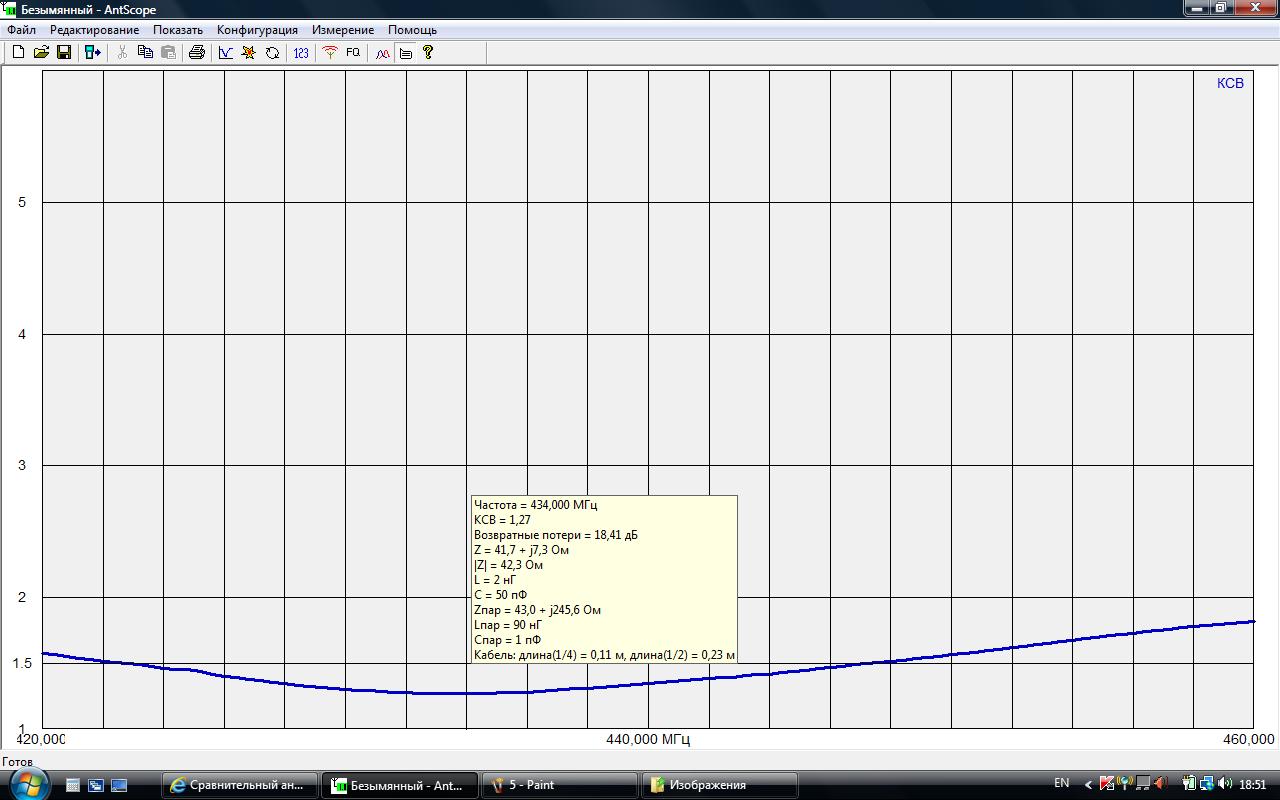 Безымянный - AntScope
Файл Редактирование Показать Конфигурация Измерение Помощь
123 FQ ?
КСВ
5
4
3
2
1.5
1
Частота = 434,000 МГц
КСВ = 1,27
Возвратные потери = 18,41 дБ
Z = 41,7 + j7,3 Ом
|Z| = 42,3 Ом
L = 2 нГ
C = 50 пФ
Zпар = 43,0 + j245,6 Ом
Lпар = 90 нГ
Cпар = 1 пФ
Кабель: длина(1/4) = 0,11 м, длина(1/2) = 0,23 м
420,000 440,000 МГц 460,000
Готов
Сравнительный ан... Безымянный - Ant... 5 - Paint Изображения EN 18:51